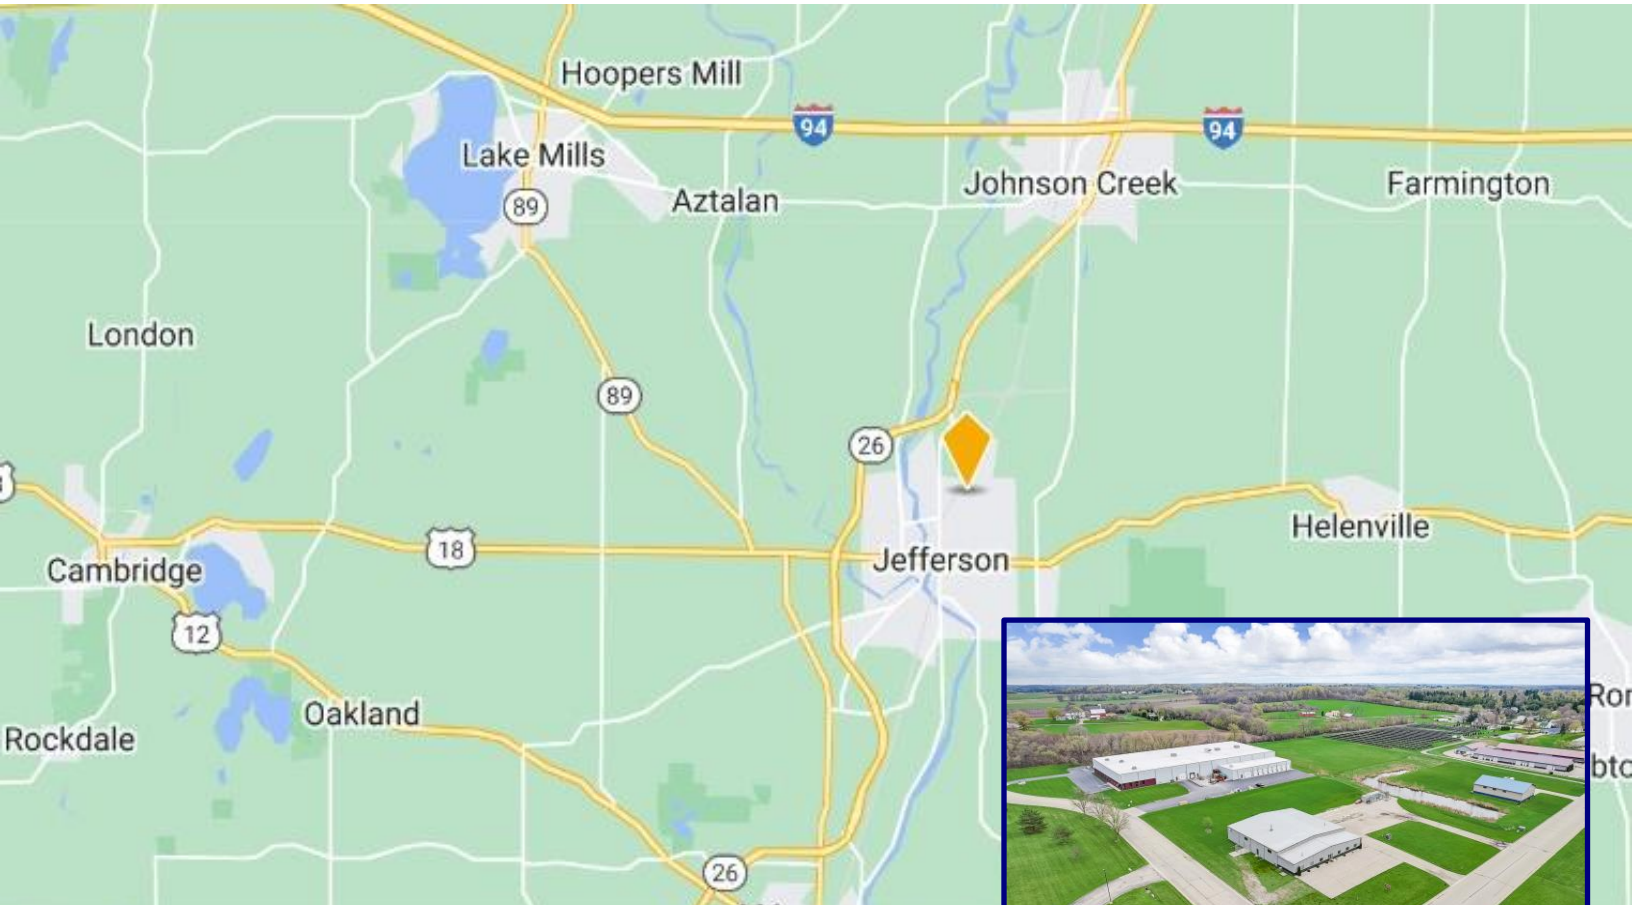 Hoopers Mill
94
94
Lake Mills
Johnson Creek
Farmington
Aztalan
89
London
89
26
Helenville
18
Jefferson
Cambridge
12
Oakland
Rockdale
26